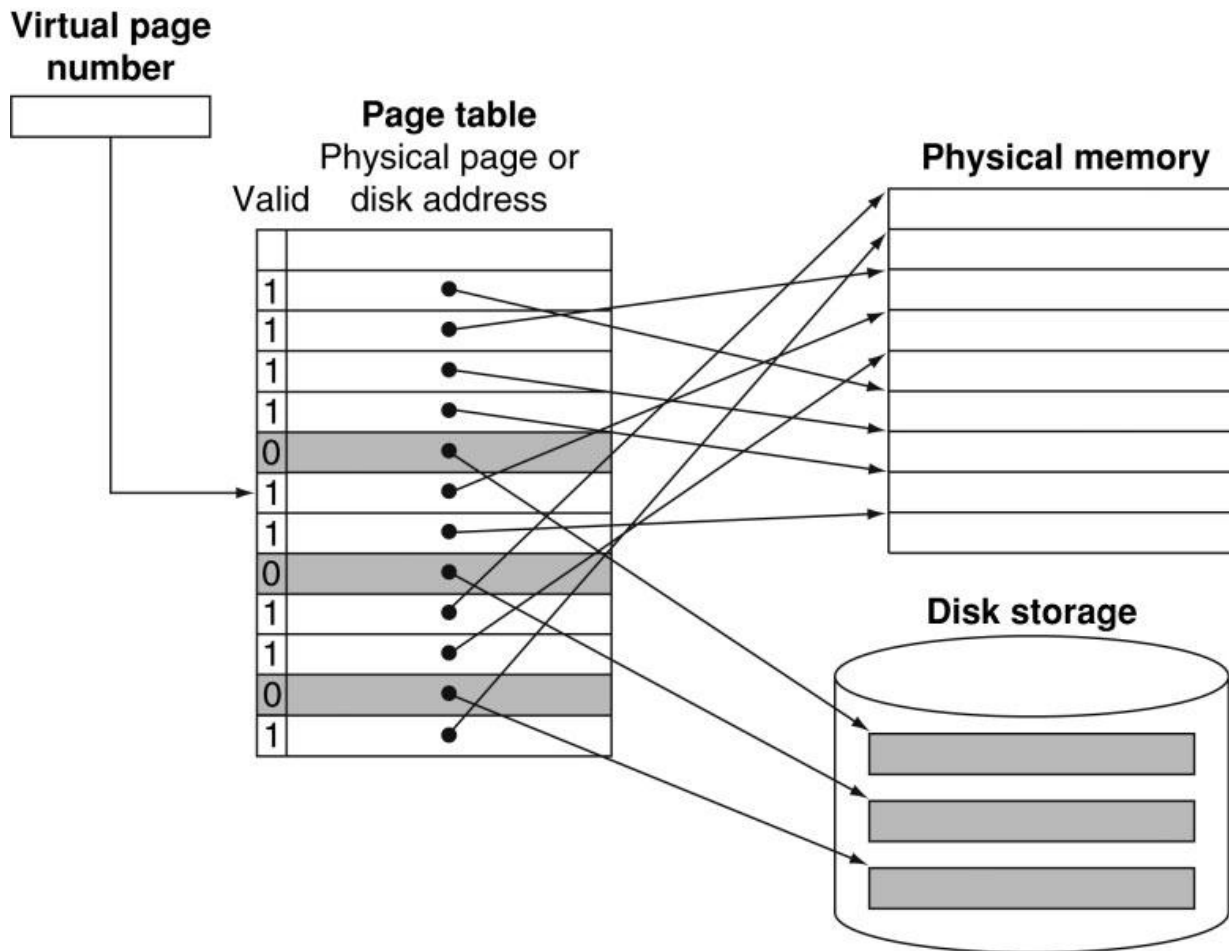 Virtual page
number
Page table
Physical page or
Valid disk address
Physical memory
1
1
1
1
0
1
1
0
1
1
0
1
Disk storage